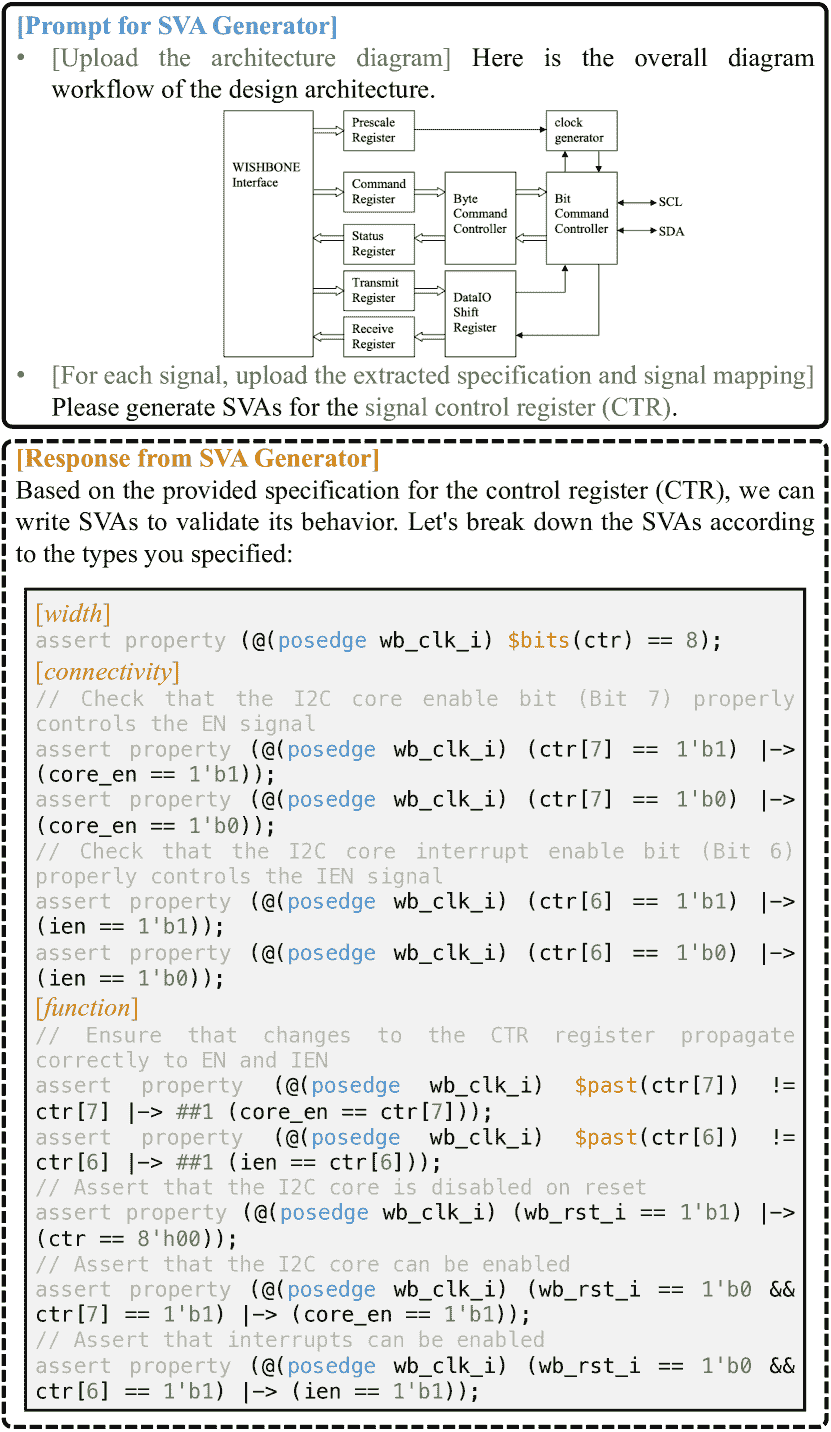 [Prompt for SVA Generator]
• [Upload the architecture diagram] Here is the overall diagram
workflow of the design architecture.
WISHBONE
Interface
Prescale
Register
clock
generator
Command
Register
Byte
Command
Controller
Bit
Command
Controller
SCL
SDA
Status
Register
Transmit
Register
DataIO
Shift
Register
Receive
Register
• [For each signal, upload the extracted specification and signal mapping]
Please generate SVAs for the signal control register (CTR).
[Response from SVA Generator]
Based on the provided specification for the control register (CTR), we can
write SVAs to validate its behavior. Let's break down the SVAs according
to the types you specified:
[width]
assert property (@(posedge wb_clk_i) $bits(ctr) == 8);
[connectivity]
// Check that the I2C core enable bit (Bit 7) properly
controls the EN signal
assert property (@(posedge wb_clk_i) (ctr[7] == 1'b1) |->
(core_en == 1'b1));
assert property (@(posedge wb_clk_i) (ctr[7] == 1'b0) |->
(core_en == 1'b0));
// Check that the I2C core interrupt enable bit (Bit 6)
properly controls the IEN signal
assert property (@(posedge wb_clk_i) (ctr[6] == 1'b1) |->
(ien == 1'b1));
assert property (@(posedge wb_clk_i) (ctr[6] == 1'b0) |->
(ien == 1'b0));
[function]
// Ensure that changes to the CTR register propagate
correctly to EN and IEN
assert property (@(posedge wb_clk_i) $past(ctr[7]) !=
ctr[7] |-> ##1 (core_en == ctr[7]));
assert property (@(posedge wb_clk_i) $past(ctr[6]) !=
ctr[6] |-> ##1 (ien == ctr[6]));
// Assert that the I2C core is disabled on reset
assert property (@(posedge wb_clk_i) (wb_rst_i == 1'b1) |->
(ctr == 8'h00));
// Assert that the I2C core can be enabled
assert property (@(posedge wb_clk_i) (wb_rst_i == 1'b0 &&
ctr[7] == 1'b1) |-> (core_en == 1'b1));
// Assert that interrupts can be enabled
assert property (@(posedge wb_clk_i) (wb_rst_i == 1'b0 &&
ctr[6] == 1'b1) |-> (ien == 1'b1));